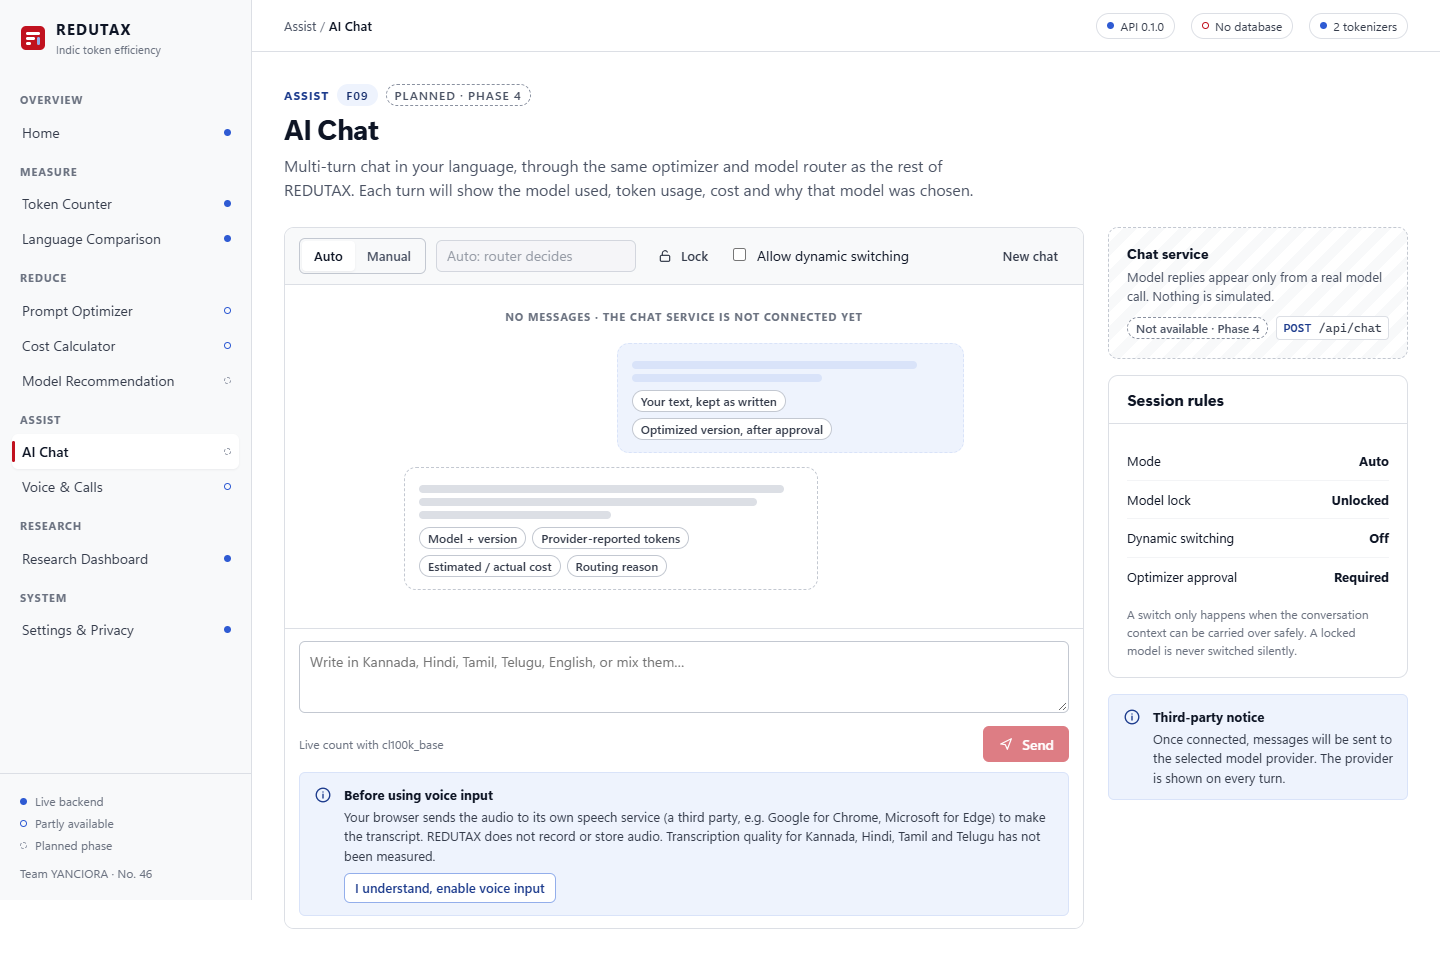 REDUTAX
Indic token efficiency
OVERVIEW
Home
MEASURE
Token Counter
Language Comparison
REDUCE
Prompt Optimizer
Cost Calculator
Model Recommendation
ASSIST
AI Chat
Voice & Calls
RESEARCH
Research Dashboard
SYSTEM
Settings & Privacy
Live backend
Partly available
Planned phase
Team YANCIORA · No. 46
Assist / AI Chat
API 0.1.0
No database
2 tokenizers
ASSIST F09 PLANNED · PHASE 4
AI Chat
Multi-turn chat in your language, through the same optimizer and model router as the rest of
REDUTAX. Each turn will show the model used, token usage, cost and why that model was chosen.
Auto Manual Auto: router decides Lock Allow dynamic switching New chat
NO MESSAGES · THE CHAT SERVICE IS NOT CONNECTED YET
Your text, kept as written
Optimized version, after approval
Model + version Provider-reported tokens
Estimated / actual cost Routing reason
Write in Kannada, Hindi, Tamil, Telugu, English, or mix them…
Live count with cl100k_base
Send
Before using voice input
Your browser sends the audio to its own speech service (a third party, e.g. Google for Chrome, Microsoft for Edge) to make
the transcript. REDUTAX does not record or store audio. Transcription quality for Kannada, Hindi, Tamil and Telugu has not
been measured.
I understand, enable voice input
Chat service
Model replies appear only from a real model
call. Nothing is simulated.
Not available · Phase 4 POST /api/chat
Session rules
Mode Auto
Model lock Unlocked
Dynamic switching Off
Optimizer approval Required
A switch only happens when the conversation
context can be carried over safely. A locked
model is never switched silently.
Third-party notice
Once connected, messages will be sent to
the selected model provider. The provider
is shown on every turn.